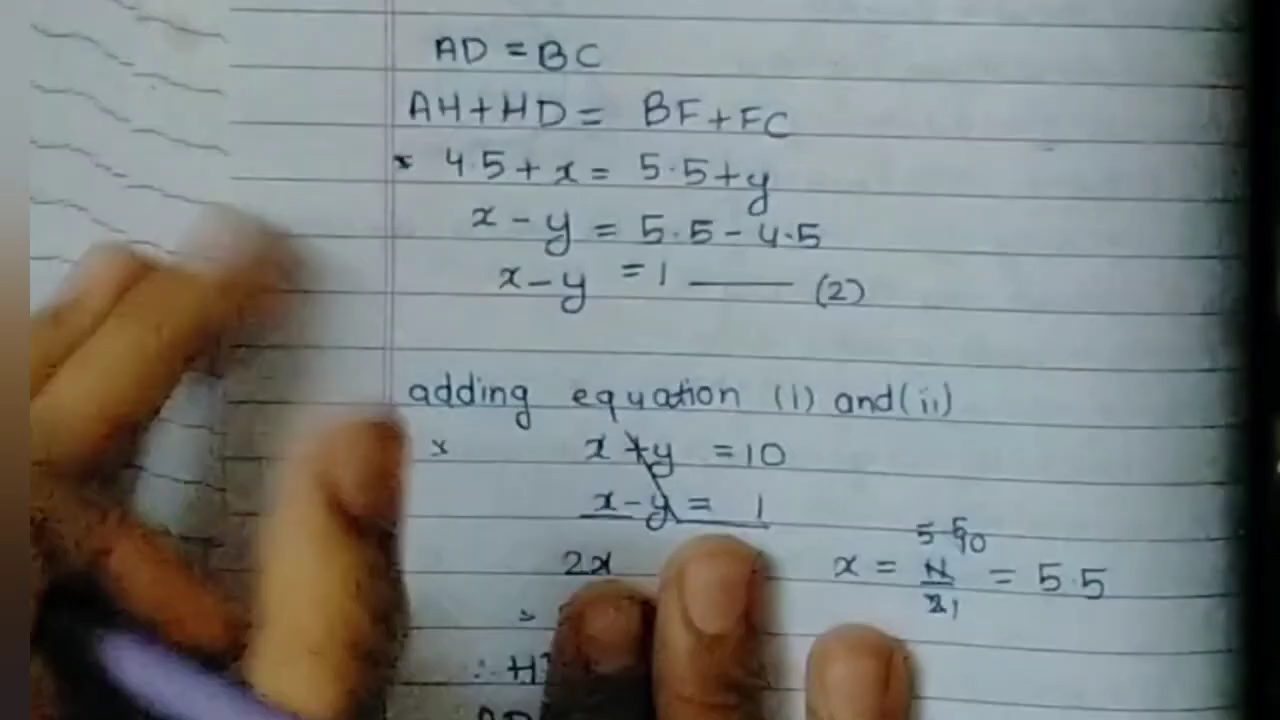 AD = BC
AH+HD = BF+FC
4.5+x = 5.5+y
x-y = 5.5-4.5
x-y = 1 —— (2)
adding equation (1) and (ii)
x+y = 10
x-y = 1
2x
x = 11/2 = 5.5
∴ H
AD